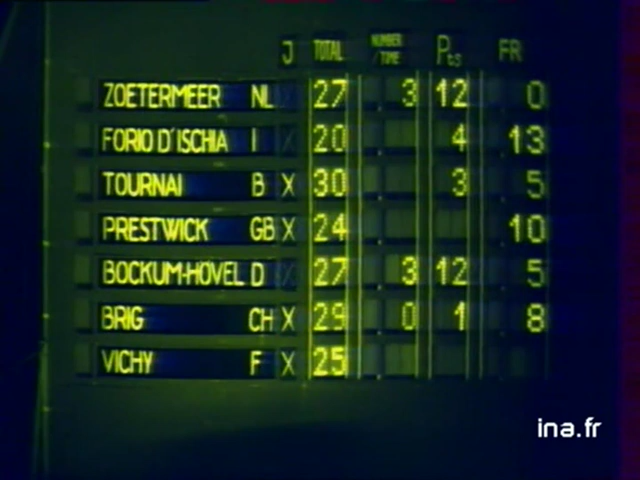 J TOTAL NUMBER /TIME Pts FR
ZOETERMEER NL 27 3 12 0
FORIO D'ISCHIA I 20 4 13
TOURNAI B X 30 3 5
PRESTWICK GB X 24 10
BOCKUM-HÖVEL D 27 3 12 5
BRIG CH X 29 0 1 8
VICHY F X 25
ina.fr